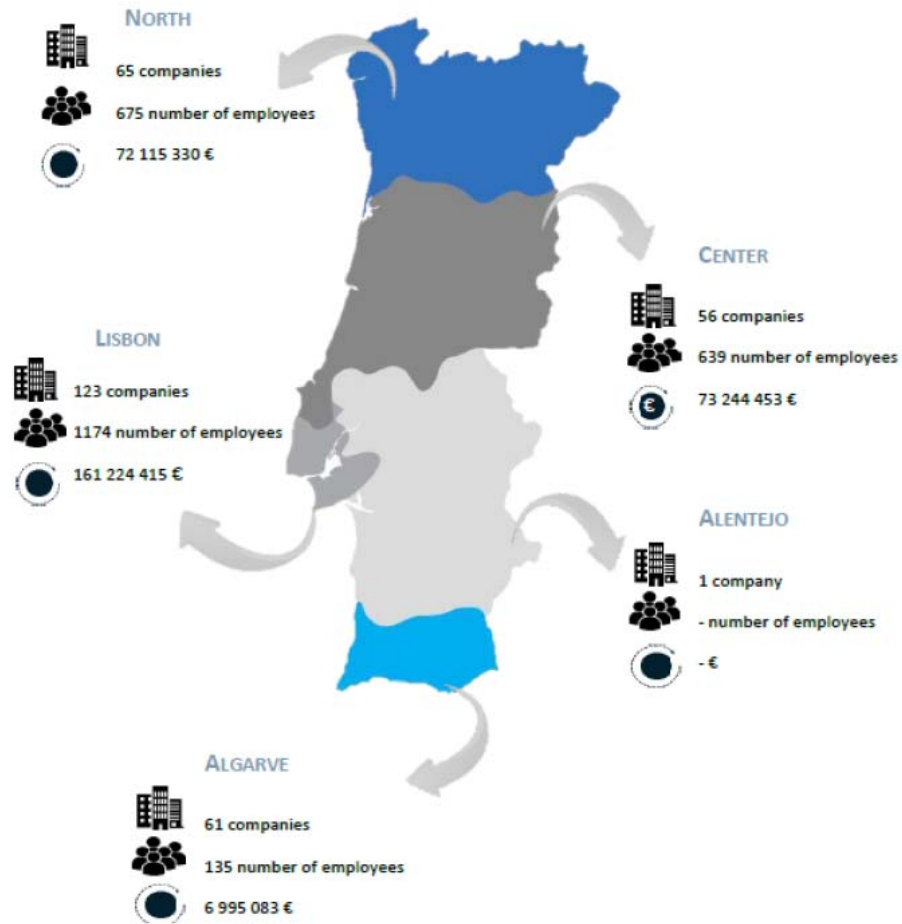 NORTH
65 companies
675 number of employees
72 115 330 €
CENTER
56 companies
639 number of employees
€
73 244 453 €
LISBON
123 companies
1174 number of employees
161 224 415 €
ALENTEJO
1 company
- number of employees
- €
ALGARVE
61 companies
135 number of employees
6 995 083 €